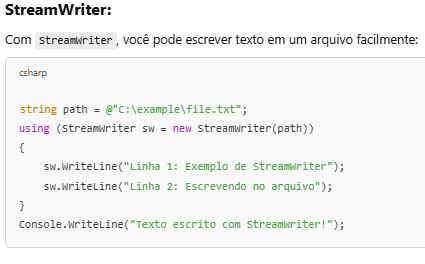 StreamWriter:
Com StreamWriter, você pode escrever texto em um arquivo facilmente:
csharp
string path = @"C:\example\file.txt";
using (StreamWriter sw = new StreamWriter(path))
{
    sw.WriteLine("Linha 1: Exemplo de StreamWriter");
    sw.WriteLine("Linha 2: Escrevendo no arquivo");
}
Console.WriteLine("Texto escrito com StreamWriter!");